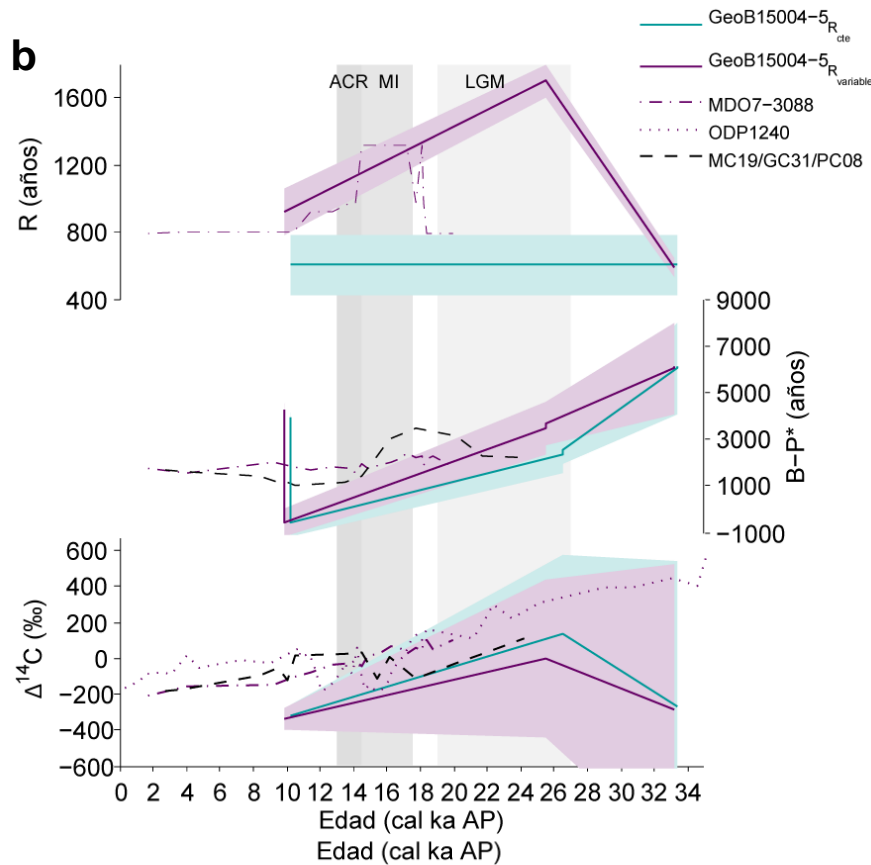 b
GeoB15004−5R_cte
GeoB15004−5R_variable
MDO7−3088
ODP1240
MC19/GC31/PC08
ACR MI LGM
1600
1200
800
400
R (años)
9000
7000
5000
3000
1000
−1000
B−P* (años)
600
400
200
0
−200
−400
−600
Δ14C (‰)
0 2 4 6 8 10 12 14 16 18 20 22 24 26 28 30 32 34
Edad (cal ka AP)
Edad (cal ka AP)